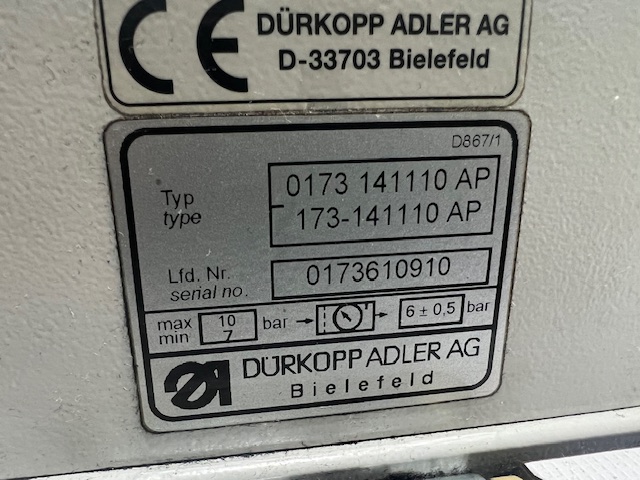 CE
DÜRKOPP ADLER AG
D-33703 Bielefeld
D867/1
Typ
type
0173 141110 AP
173-141110 AP
Lfd. Nr.
serial no.
0173610910
max
min
10
7
bar
6 ± 0,5
bar
DÜRKOPP ADLER AG
Bielefeld